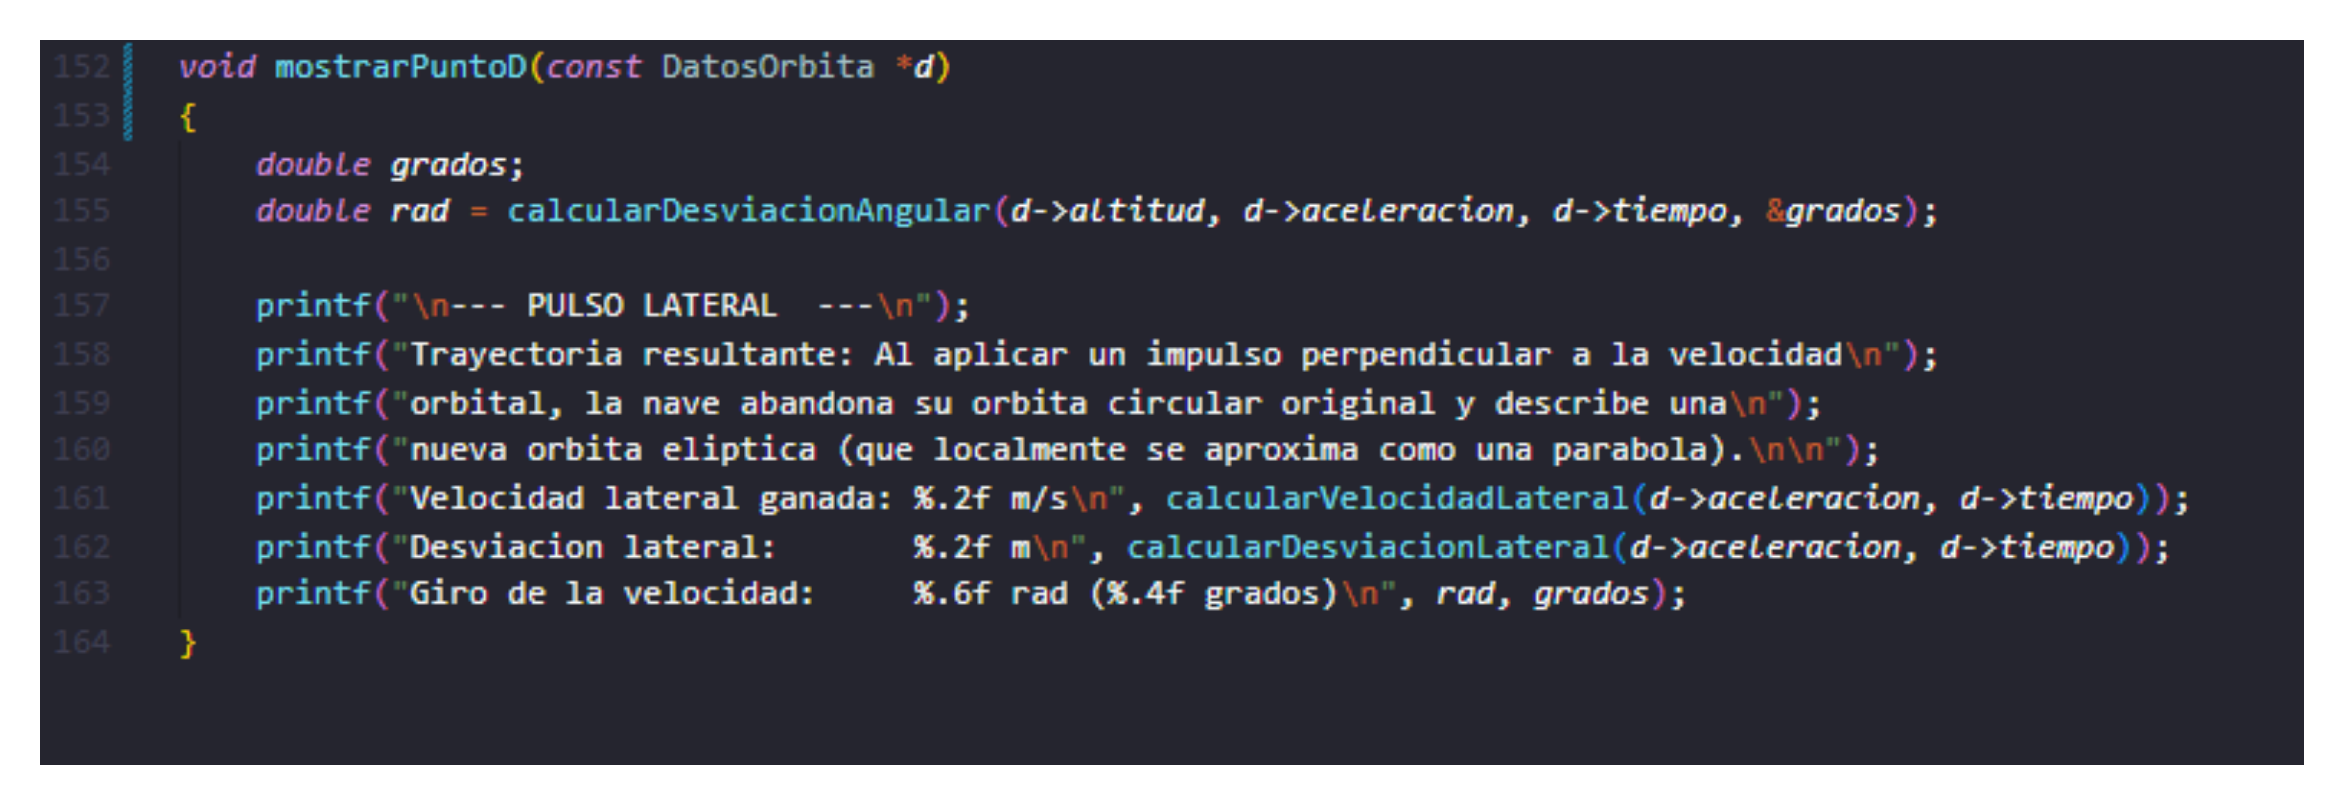 152 void mostrarPuntoD(const DatosOrbita *d)
153 {
154 double grados;
155 double rad = calcularDesviacionAngular(d->altitud, d->aceleracion, d->tiempo, &grados);
156
157 printf("\n--- PULSO LATERAL  ---\n");
158 printf("Trayectoria resultante: Al aplicar un impulso perpendicular a la velocidad\n");
159 printf("orbital, la nave abandona su orbita circular original y describe una\n");
160 printf("nueva orbita eliptica (que localmente se aproxima como una parabola).\n\n");
161 printf("Velocidad lateral ganada: %.2f m/s\n", calcularVelocidadLateral(d->aceleracion, d->tiempo));
162 printf("Desviacion lateral:       %.2f m\n", calcularDesviacionLateral(d->aceleracion, d->tiempo));
163 printf("Giro de la velocidad:     %.6f rad (%.4f grados)\n", rad, grados);
164 }